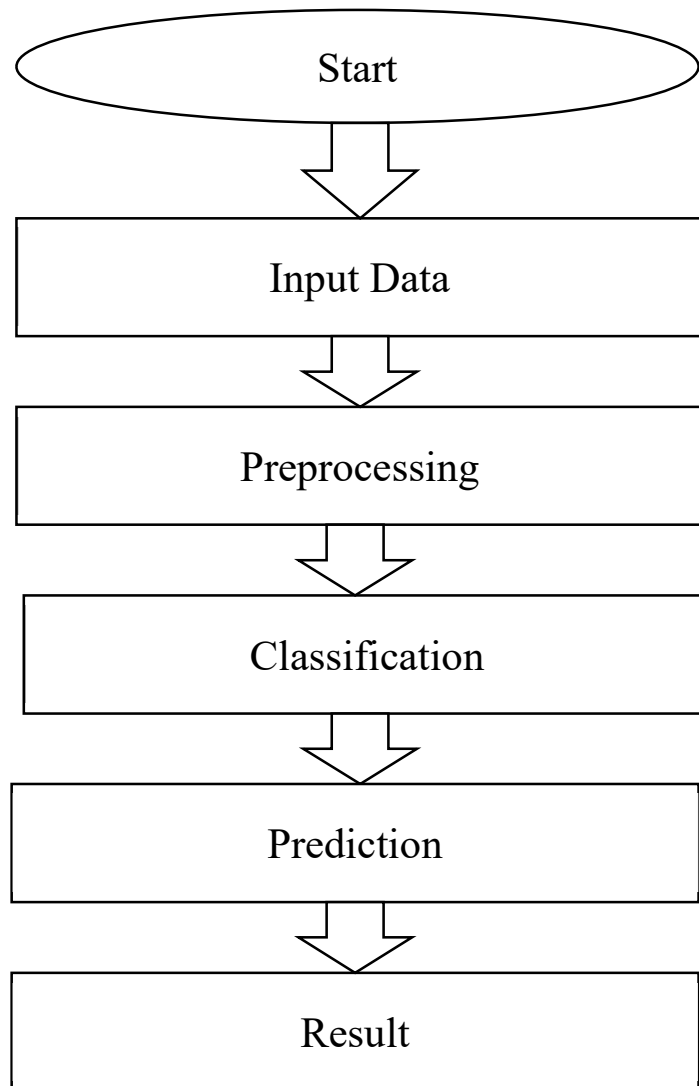 Start
Input Data
Preprocessing
Classification
Prediction
Result